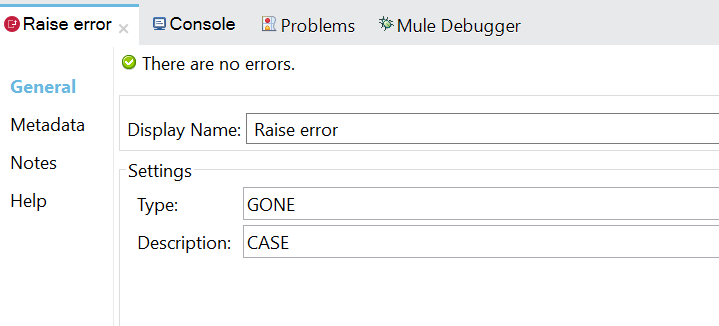 Raise error Console Problems Mule Debugger
There are no errors.
General
Metadata
Display Name: Raise error
Notes
Settings
Help
Type: GONE
Description: CASE